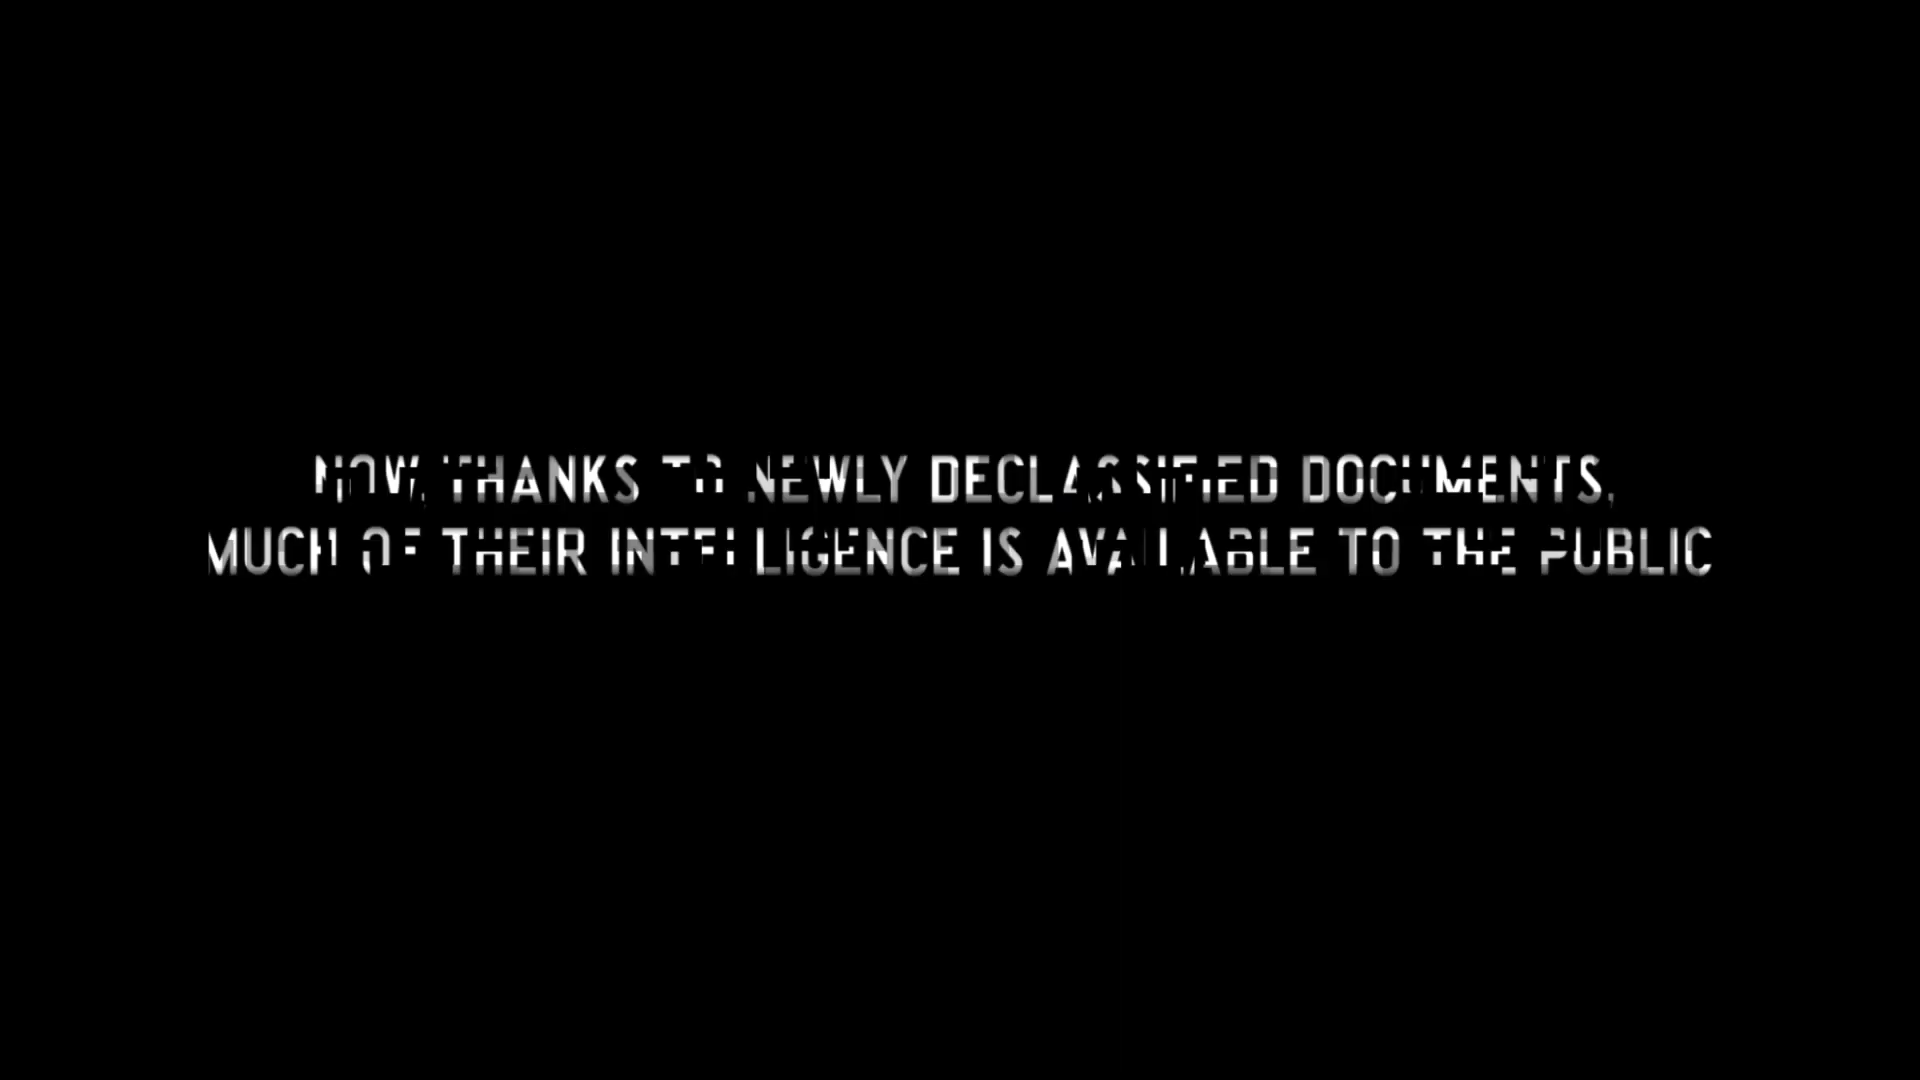 NOW, THANKS TO NEWLY DECLASSIFIED DOCUMENTS,
MUCH OF THEIR INTELLIGENCE IS AVAILABLE TO THE PUBLIC